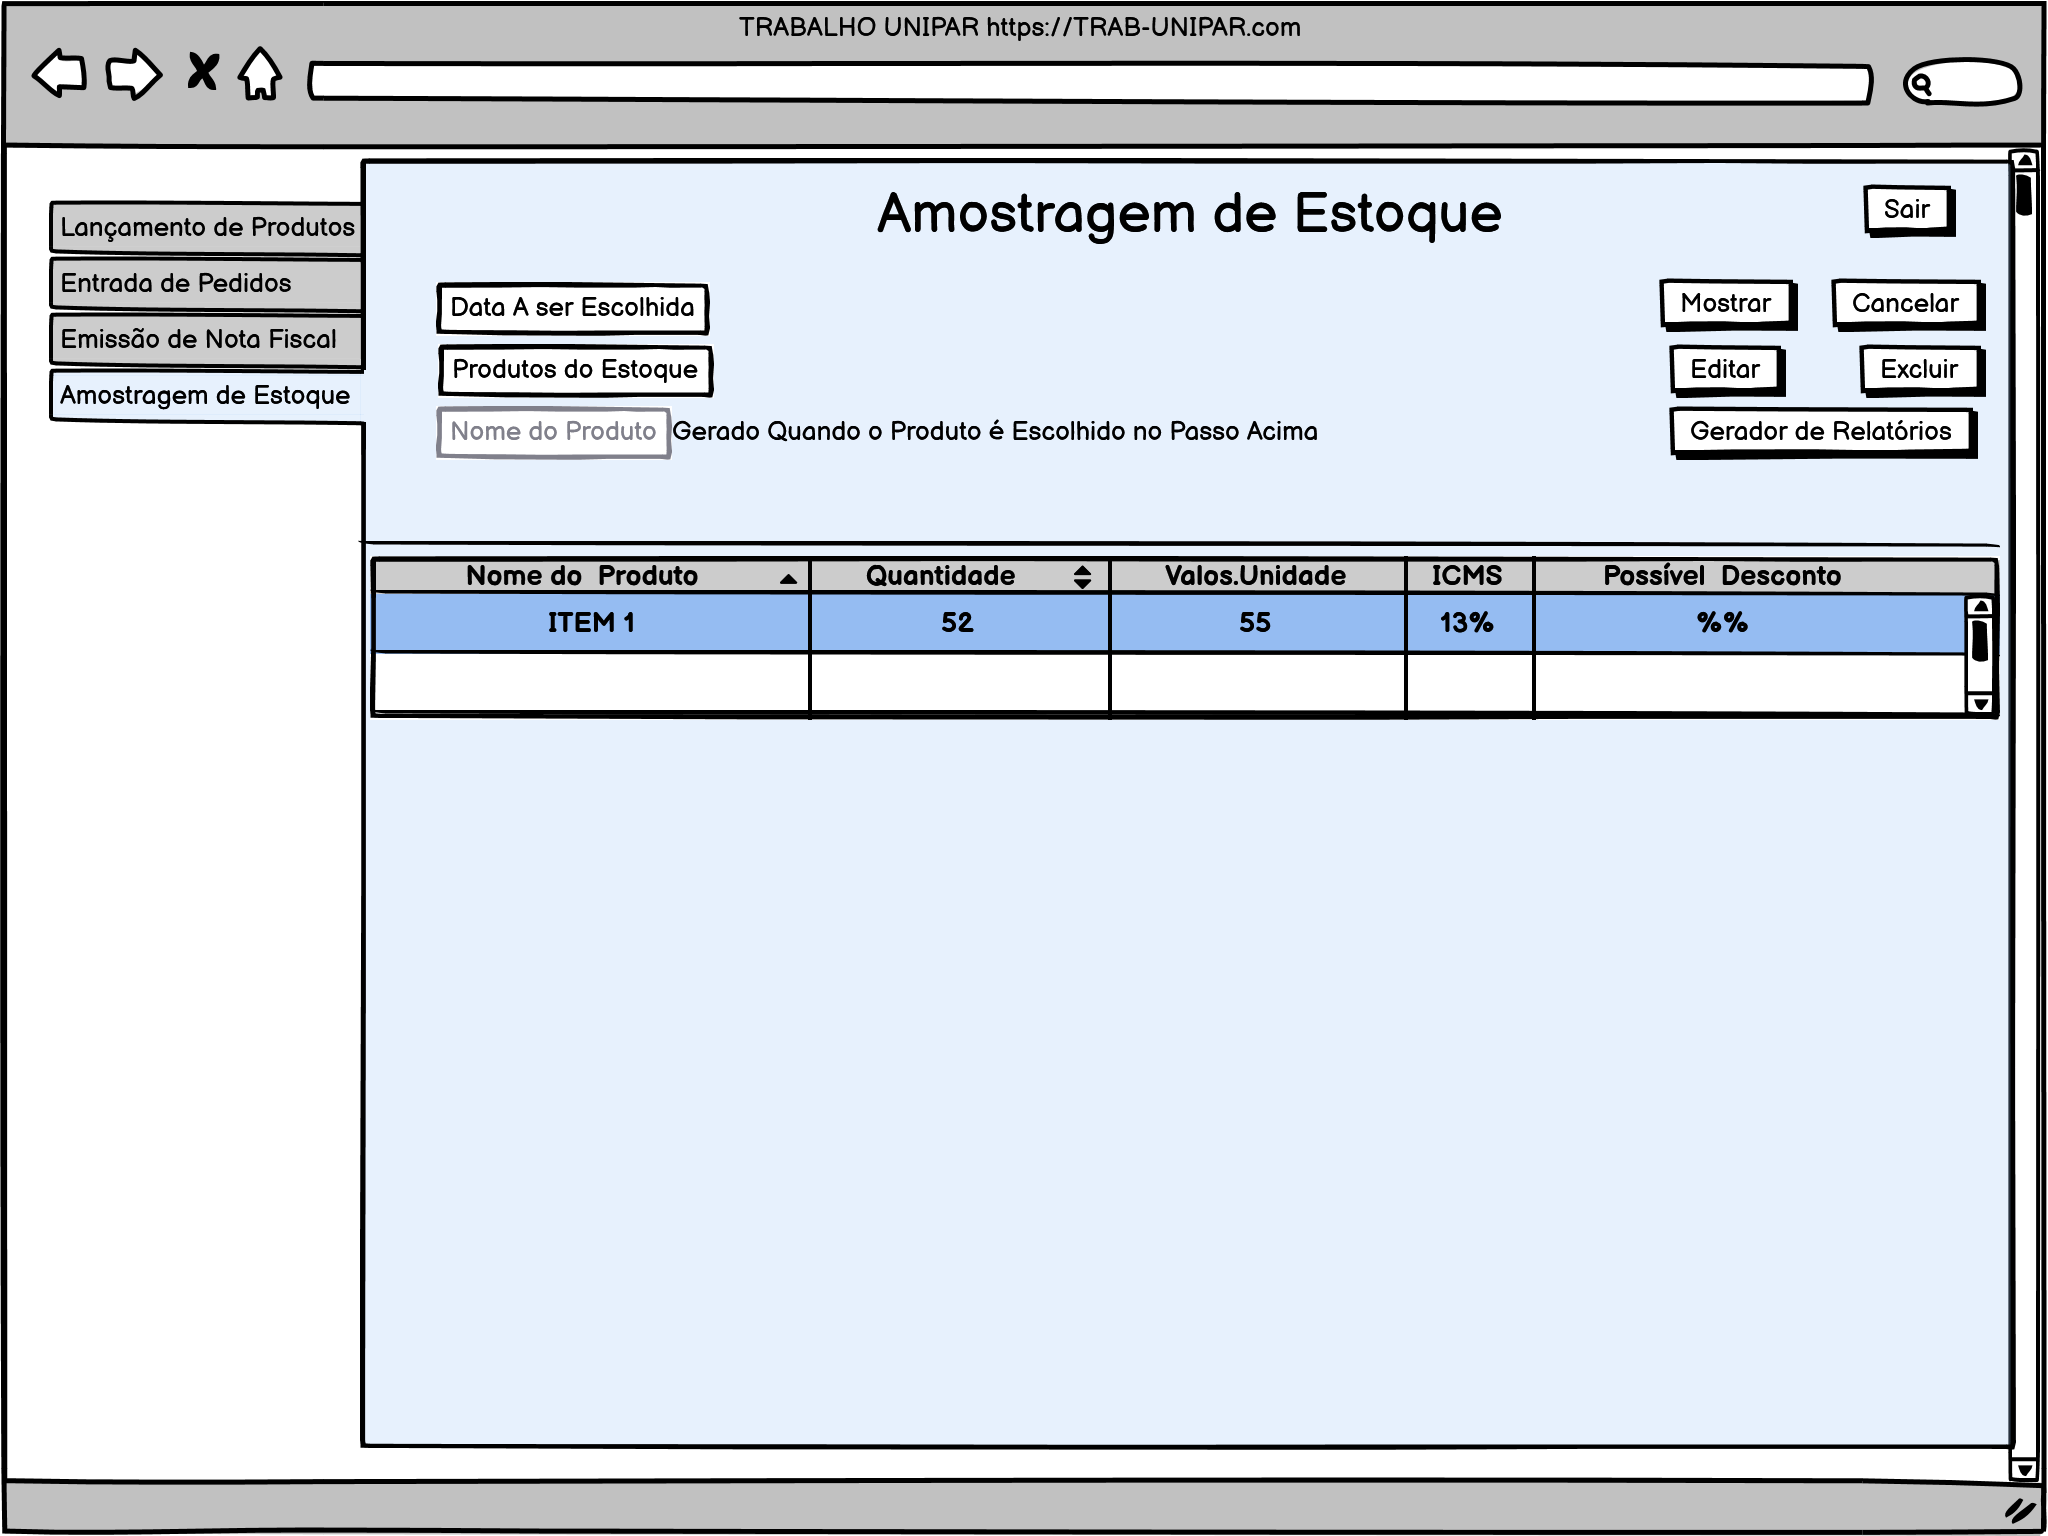 TRABALHO UNIPAR https://TRAB-UNIPAR.com
Lançamento de Produtos
Entrada de Pedidos
Emissão de Nota Fiscal
Amostragem de Estoque
Amostragem de Estoque
Sair
Data A ser Escolhida
Mostrar Cancelar
Produtos do Estoque
Editar Excluir
Nome do Produto Gerado Quando o Produto é Escolhido no Passo Acima
Gerador de Relatórios
Nome do Produto Quantidade Valos.Unidade ICMS Possível Desconto
ITEM 1 52 55 13% %%